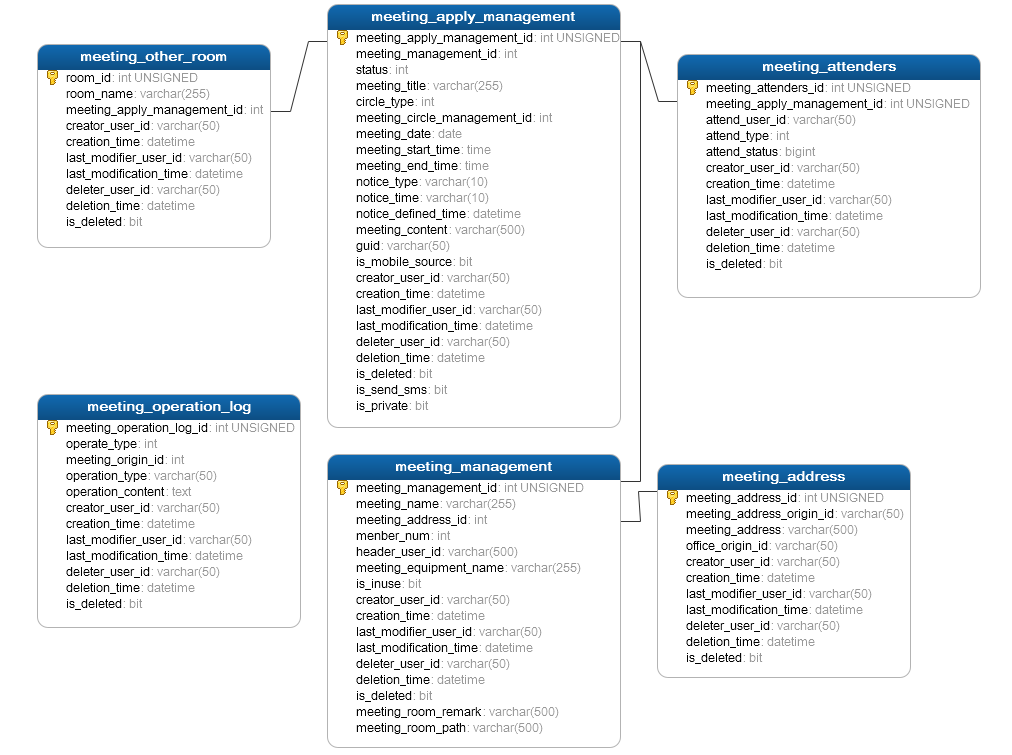 meeting_other_room
room_id: int UNSIGNED
room_name: varchar(255)
meeting_apply_management_id: int
creator_user_id: varchar(50)
creation_time: datetime
last_modifier_user_id: varchar(50)
last_modification_time: datetime
deleter_user_id: varchar(50)
deletion_time: datetime
is_deleted: bit
meeting_apply_management
meeting_apply_management_id: int UNSIGNED
meeting_management_id: int
status: int
meeting_title: varchar(255)
circle_type: int
meeting_circle_management_id: int
meeting_date: date
meeting_start_time: time
meeting_end_time: time
notice_type: varchar(10)
notice_time: varchar(10)
notice_defined_time: datetime
meeting_content: varchar(500)
guid: varchar(50)
is_mobile_source: bit
creator_user_id: varchar(50)
creation_time: datetime
last_modifier_user_id: varchar(50)
last_modification_time: datetime
deleter_user_id: varchar(50)
deletion_time: datetime
is_deleted: bit
is_send_sms: bit
is_private: bit
meeting_attenders
meeting_attenders_id: int UNSIGNED
meeting_apply_management_id: int UNSIGNED
attend_user_id: varchar(50)
attend_type: int
attend_status: bigint
creator_user_id: varchar(50)
creation_time: datetime
last_modifier_user_id: varchar(50)
last_modification_time: datetime
deleter_user_id: varchar(50)
deletion_time: datetime
is_deleted: bit
meeting_operation_log
meeting_operation_log_id: int UNSIGNED
operate_type: int
meeting_origin_id: int
operation_type: varchar(50)
operation_content: text
creator_user_id: varchar(50)
creation_time: datetime
last_modifier_user_id: varchar(50)
last_modification_time: datetime
deleter_user_id: varchar(50)
deletion_time: datetime
is_deleted: bit
meeting_management
meeting_management_id: int UNSIGNED
meeting_name: varchar(255)
meeting_address_id: int
menber_num: int
header_user_id: varchar(500)
meeting_equipment_name: varchar(255)
is_inuse: bit
creator_user_id: varchar(50)
creation_time: datetime
last_modifier_user_id: varchar(50)
last_modification_time: datetime
deleter_user_id: varchar(50)
deletion_time: datetime
is_deleted: bit
meeting_room_remark: varchar(500)
meeting_room_path: varchar(500)
meeting_address
meeting_address_id: int UNSIGNED
meeting_address_origin_id: varchar(50)
meeting_address: varchar(500)
office_origin_id: varchar(50)
creator_user_id: varchar(50)
creation_time: datetime
last_modifier_user_id: varchar(50)
last_modification_time: datetime
deleter_user_id: varchar(50)
deletion_time: datetime
is_deleted: bit